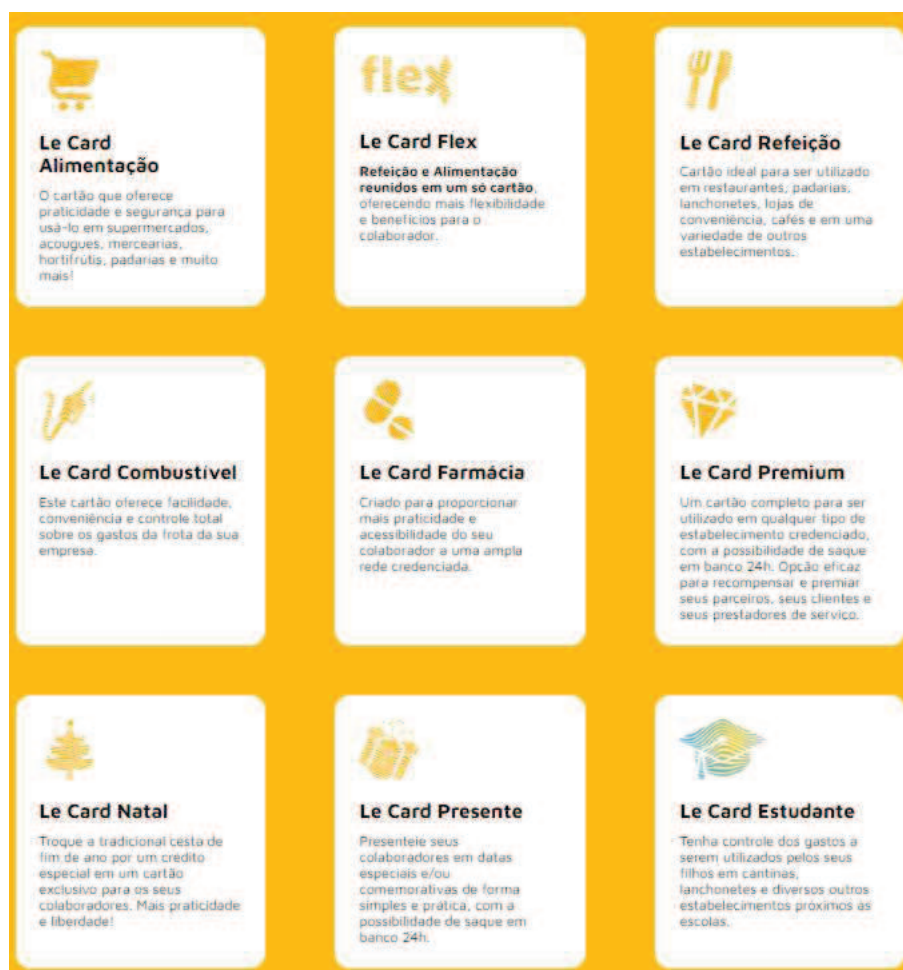 Le Card
Alimentação
O cartão que oferece
praticidade e segurança para
usá-lo em supermercados,
açougues, mercearias,
hortifrútis, padarias e muito
mais!
flex
Le Card Flex
Refeição e Alimentação
reunidos em um só cartão,
oferecendo mais flexibilidade
e benefícios para o
colaborador.
Le Card Refeição
Cartão ideal para ser utilizado
em restaurantes, padarias,
lanchonetes, lojas de
conveniência, cafés e em uma
variedade de outros
estabelecimentos.
Le Card Combustível
Este cartão oferece facilidade,
conveniência e controle total
sobre os gastos da frota da sua
empresa.
Le Card Farmácia
Criado para proporcionar
mais praticidade e
acessibilidade do seu
colaborador a uma ampla
rede credenciada.
Le Card Premium
Um cartão completo para ser
utilizado em qualquer tipo de
estabelecimento credenciado,
com a possibilidade de saque
em banco 24h. Opção eficaz
para recompensar e premiar
seus parceiros, seus clientes e
seus prestadores de serviço.
Le Card Natal
Troque a tradicional cesta de
fim de ano por um crédito
especial em um cartão
exclusivo para os seus
colaboradores. Mais praticidade
e liberdade!
Le Card Presente
Presenteie seus
colaboradores em datas
especiais e/ou
comemorativas de forma
simples e prática, com a
possibilidade de saque em
banco 24h.
Le Card Estudante
Tenha controle dos gastos a
serem utilizados pelos seus
filhos em cantinas,
lanchonetes e diversos outros
estabelecimentos próximos às
escolas.